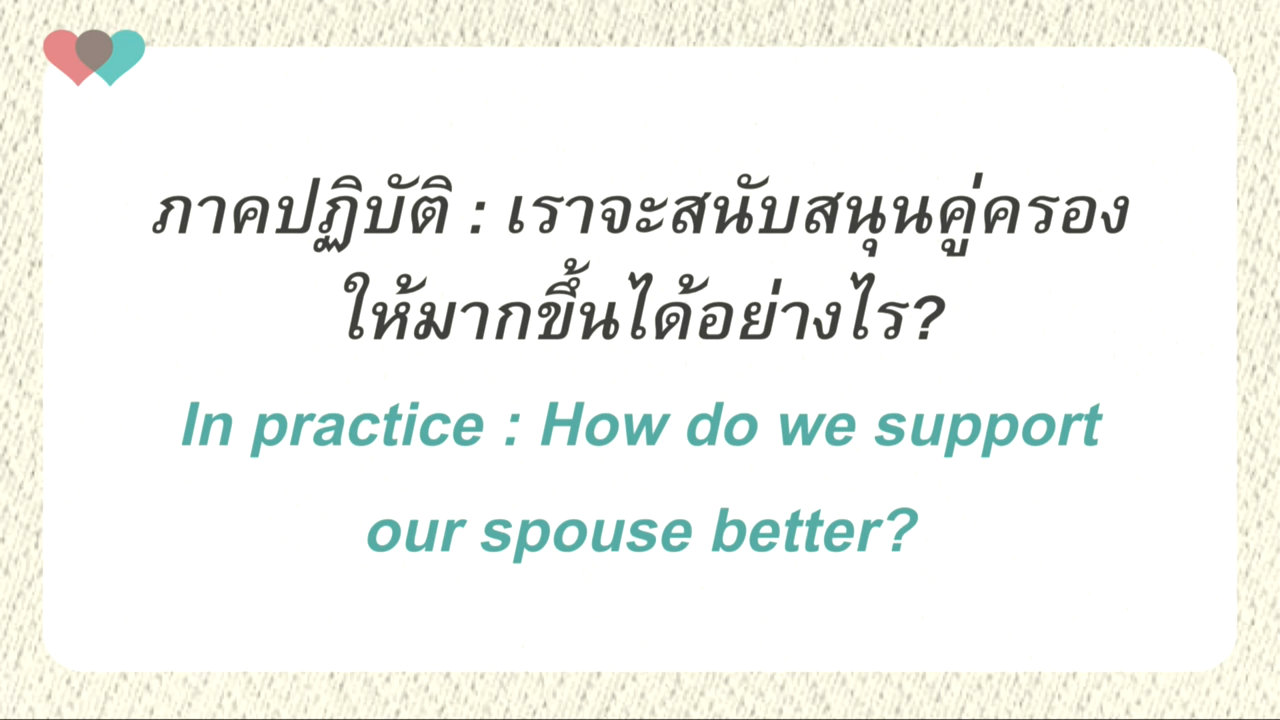 ภาคปฏิบัติ : เราจะสนับสนุนคู่ครอง
ให้มากขึ้นได้อย่างไร?
In practice : How do we support
our spouse better?